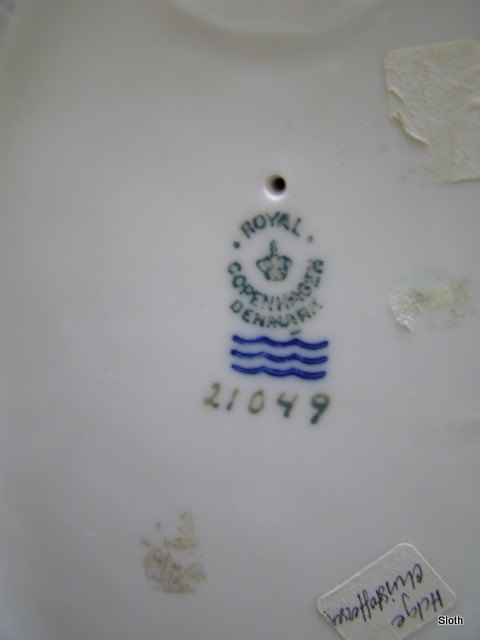 ROYAL
COPENHAGEN
DENMARK
21049
Helge
Christoffersen
Sloth